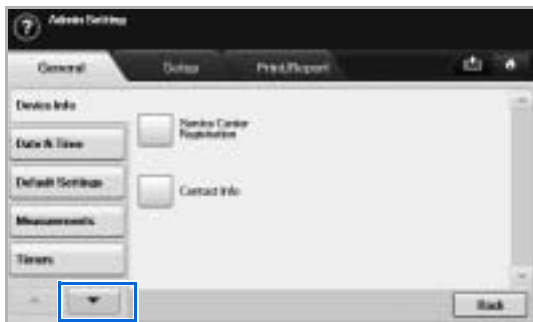 ?
Admin Setting
General
Setup
Print/Report
Device Info
Date & Time
Default Settings
Measurements
Timers
Service Center
Registration
Contact Info
Back